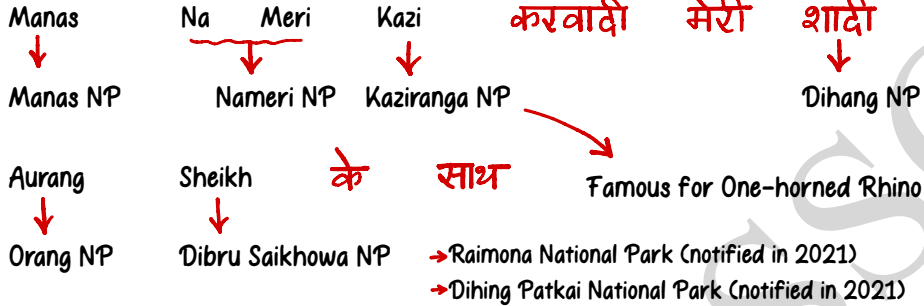 Manas Na Meri Kazi करवादी मेरी शादी
Manas NP Nameri NP Kaziranga NP Dihang NP
Aurang Sheikh के साथ Famous for One-horned Rhino
Orang NP Dibru Saikhowa NP →Raimona National Park (notified in 2021)
→Dihing Patkai National Park (notified in 2021)